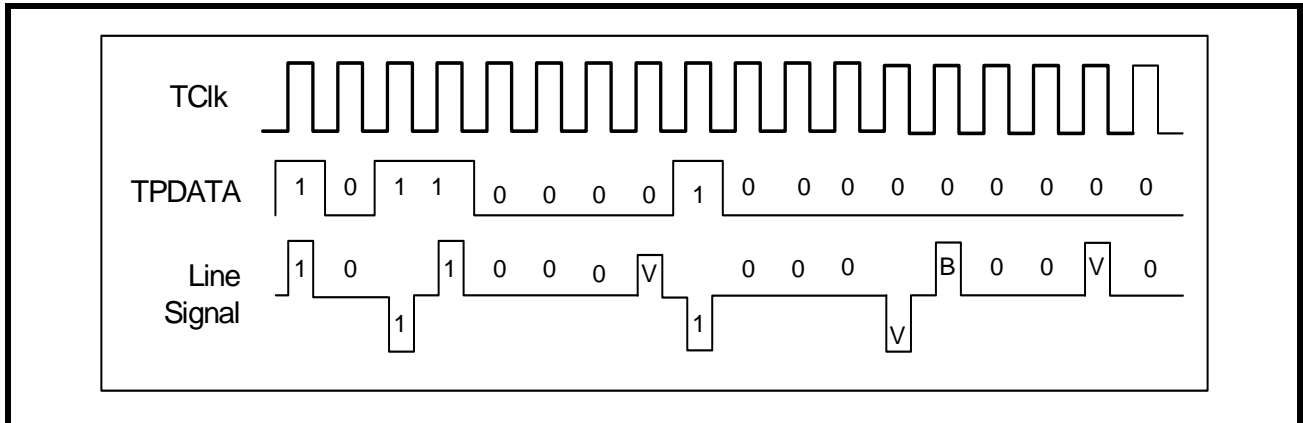 TClk
TPDATA 1 0 1 1 0 0 0 0 1 0 0 0 0 0 0 0 0 0
Line 1 0 1 0 0 0 V 0 0 0 B 0 0 V 0
Signal 1 1 V